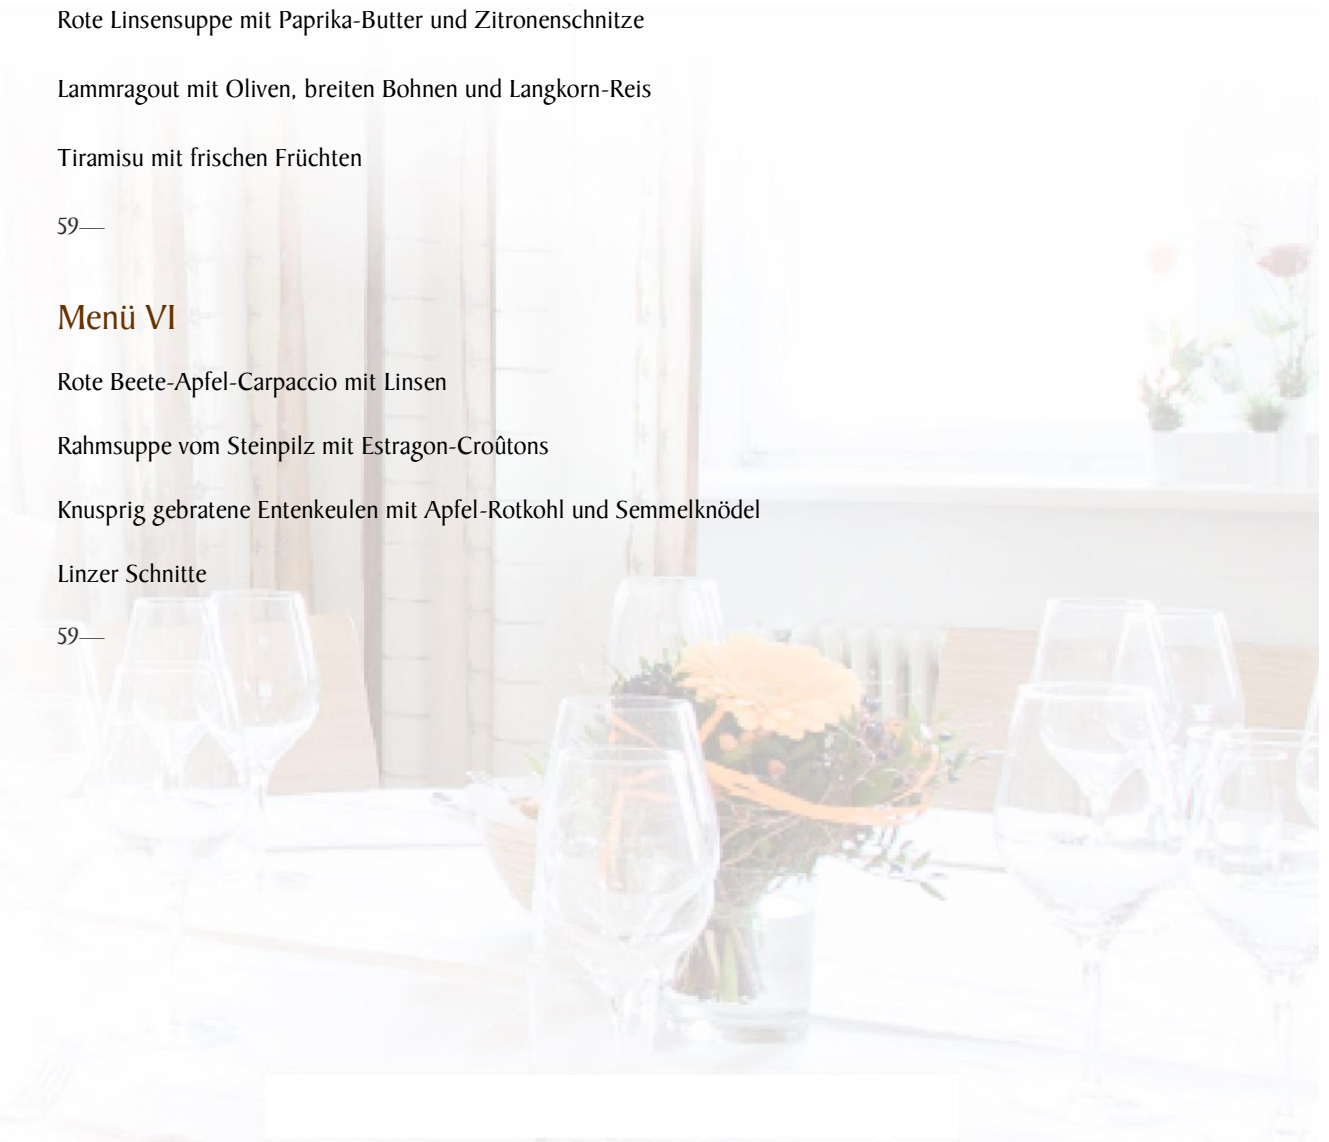 Rote Linsensuppe mit Paprika-Butter und Zitronenschnitze
Lammragout mit Oliven, breiten Bohnen und Langkorn-Reis
Tiramisu mit frischen Früchten
59—
Menü VI
Rote Beete-Apfel-Carpaccio mit Linsen
Rahmsuppe vom Steinpilz mit Estragon-Croûtons
Knusprig gebratene Entenkeulen mit Apfel-Rotkohl und Semmelknödel
Linzer Schnitte
59—